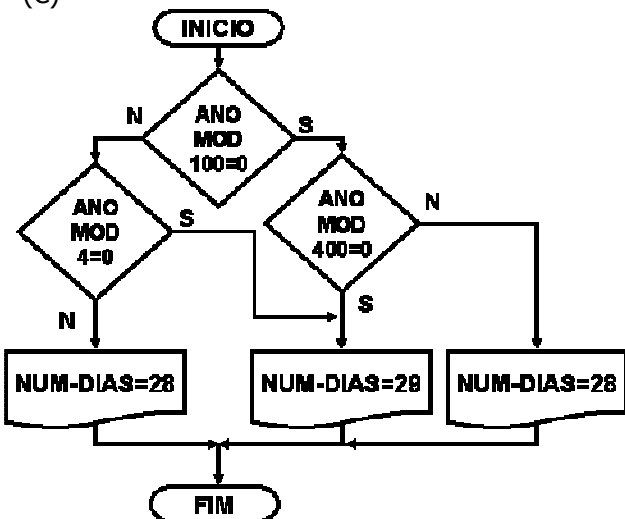 (C)
INICIO
N
ANO
MOD
100=0
S
ANO
MOD
4=0
S
ANO
MOD
400=0
N
N
S
NUM-DIAS=28
NUM-DIAS=29
NUM-DIAS=28
FIM